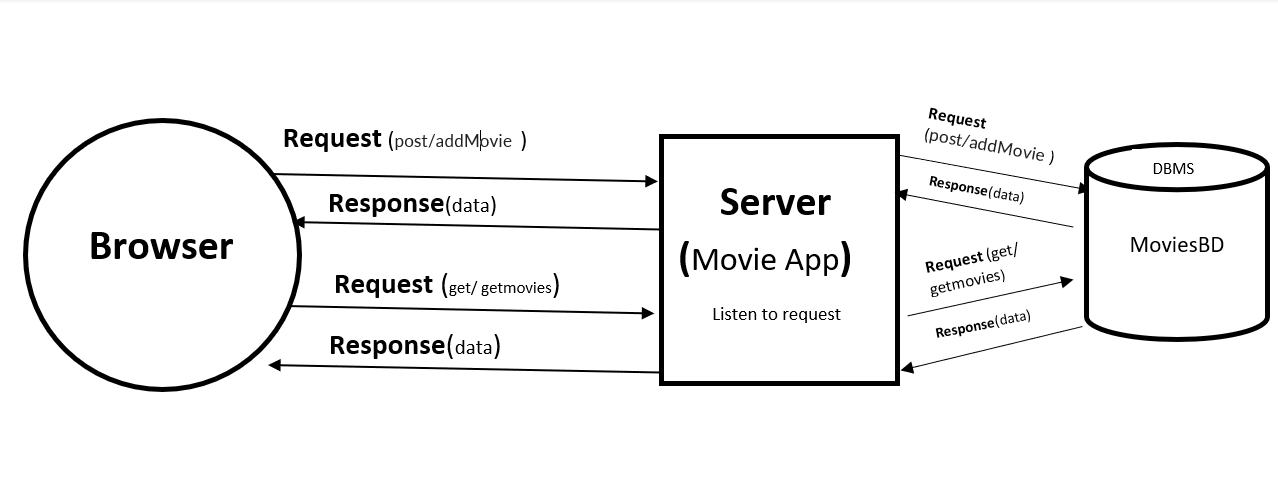 Request (post/addMovie )
Response(data)
Browser
Request (get/ getmovies)
Response(data)
Server
(Movie App)
Listen to request
Request
(post/addMovie )
Response(data)
Request (get/
getmovies)
Response(data)
DBMS
MoviesBD